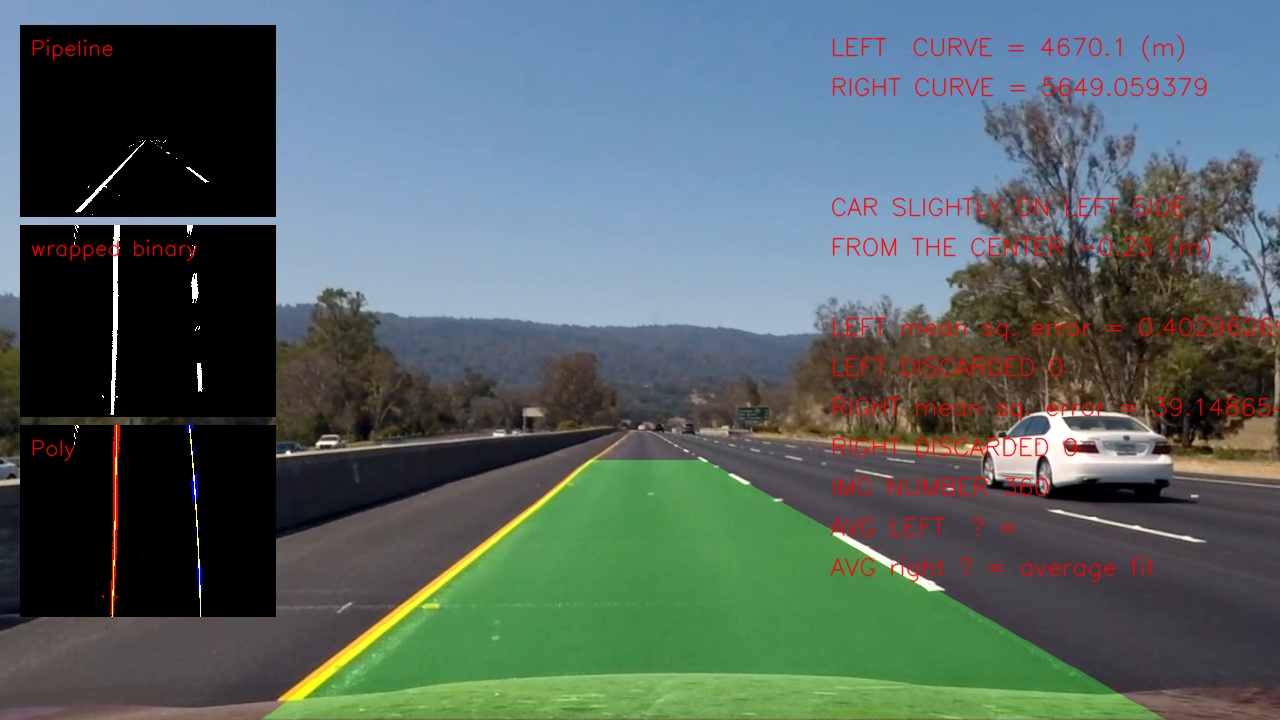 Pipeline
wrapped binary
Poly
LEFT CURVE = 4670.1 (m)
RIGHT CURVE = 5649.059379
CAR SLIGHTLY ON LEFT SIDE
FROM THE CENTER -0.23 (m)
LEFT mean sq. error = 0.4029626
LEFT DISCARDED 0
RIGHT mean sq. error = 39.14865
RIGHT DISCARDED 0
IMG NUMBER 360
AVG LEFT ? =
AVG right ? = average fit